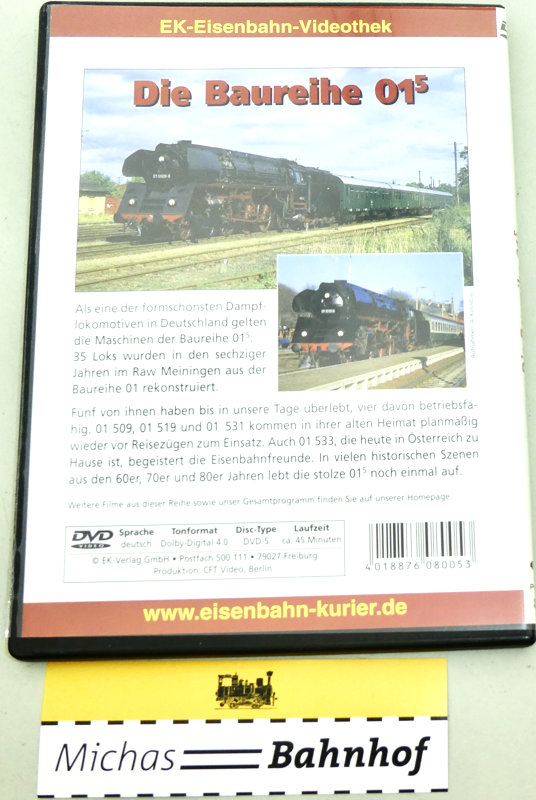 EK-Eisenbahn-Videothek
Die Baureihe 01⁵
Als eine der formschönsten Dampf-
lokomotiven in Deutschland gelten
die Maschinen der Baureihe 01⁵.
35 Loks wurden in den sechziger
Jahren im Raw Meiningen aus der
Baureihe 01 rekonstruiert.
Fünf von ihnen haben bis in unsere Tage überlebt, vier davon betriebsfä-
hig. 01 509, 01 519 und 01 531 kommen in ihrer alten Heimat planmäßig
wieder vor Reisezügen zum Einsatz. Auch 01 533, die heute in Österreich zu
Hause ist, begeistert die Eisenbahnfreunde. In vielen historischen Szenen
aus den 60er, 70er und 80er Jahren lebt die stolze 01⁵ noch einmal auf.
Weitere Filme aus dieser Reihe sowie unser Gesamtprogramm finden Sie auf unserer Homepage
DVD VIDEO Sprache Tonformat Disc-Type Laufzeit
deutsch Dolby-Digital 4.0 DVD-5 ca. 45 Minuten
© EK-Verlag GmbH • Postfach 500 111 • 79027 Freiburg
Produktion: CFT Video, Berlin
4018876 080053
www.eisenbahn-kurier.de
Michas Bahnhof